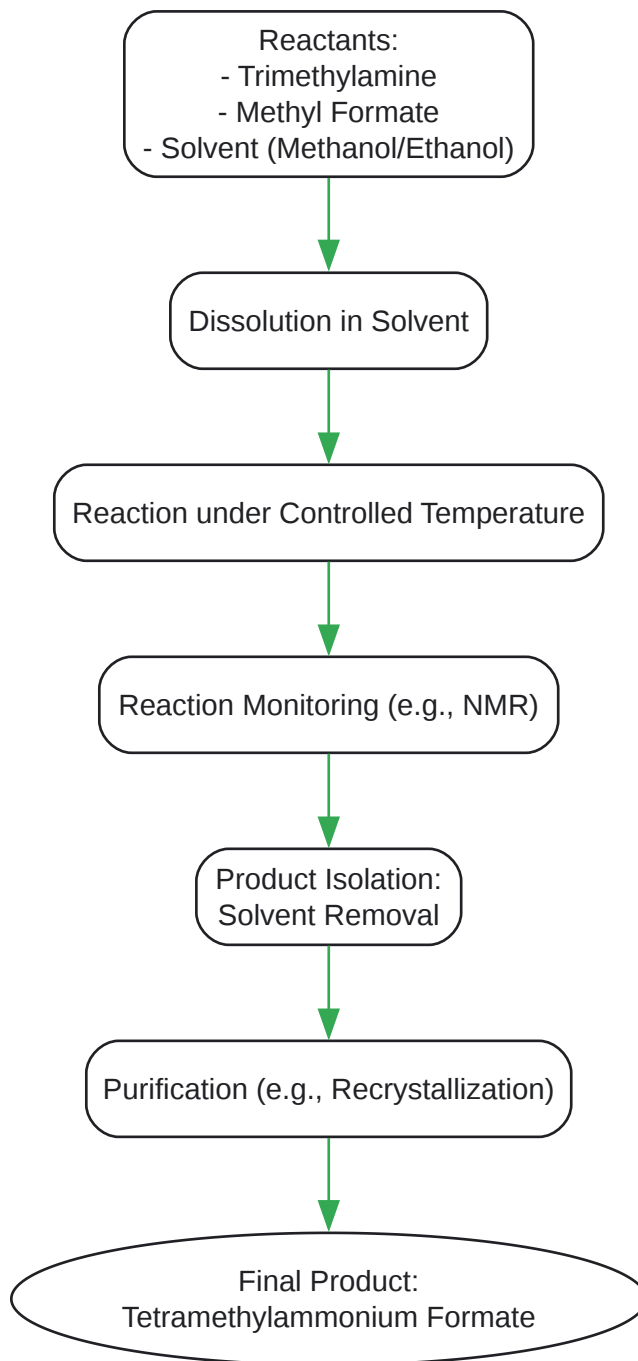 Reactants:
- Trimethylamine
- Methyl Formate
- Solvent (Methanol/Ethanol)
Dissolution in Solvent
Reaction under Controlled Temperature
Reaction Monitoring (e.g., NMR)
Product Isolation:
Solvent Removal
Purification (e.g., Recrystallization)
Final Product:
Tetramethylammonium Formate